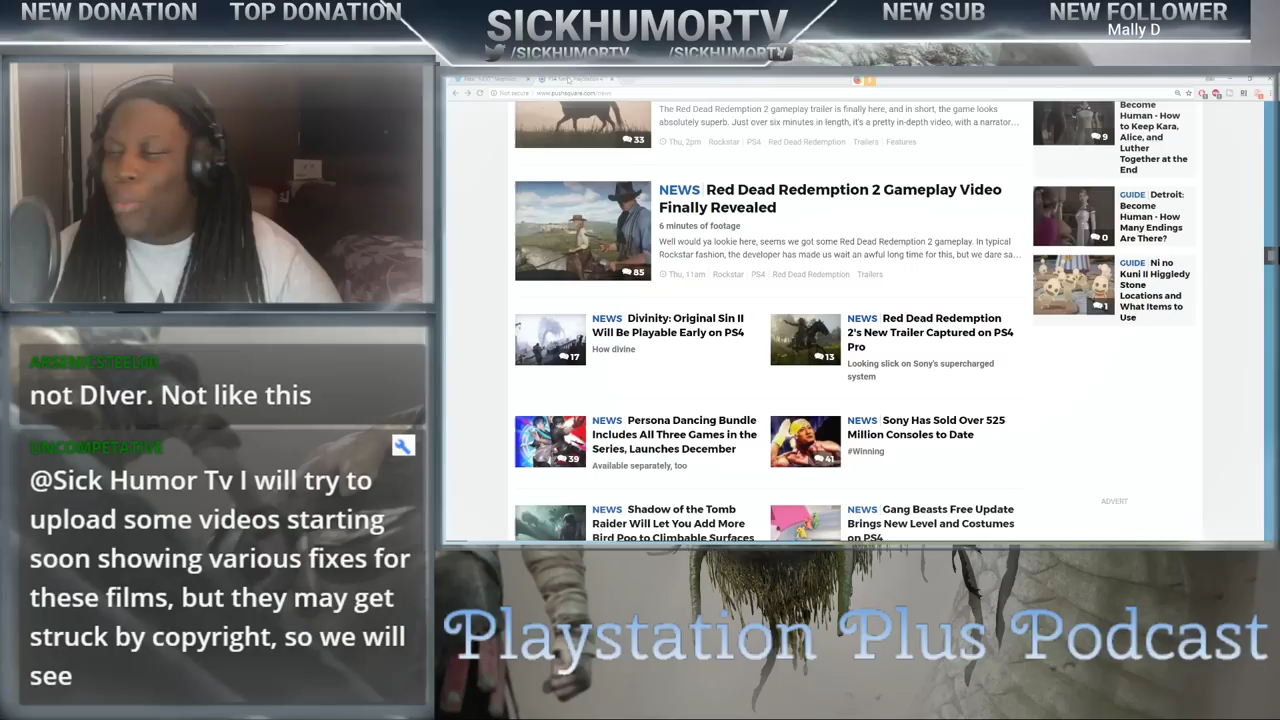 NEW DONATION
TOP DONATION
SICKHUMORTV
/SICKHUMORTV
/SICKHUMORTV
NEW SUB
NEW FOLLOWER
Mally D
Not secure
www.pushsquare.com/news
The Red Dead Redemption 2 gameplay trailer is finally here, and in short, the game looks
absolutely superb. Just over six minutes in length, it's a pretty in-depth video, with a narrator…
33
Thu, 2pm Rockstar PS4 Red Dead Redemption Trailers Features
NEWS Red Dead Redemption 2 Gameplay Video
Finally Revealed
6 minutes of footage
Well would ya lookie here, seems we got some Red Dead Redemption 2 gameplay. In typical
Rockstar fashion, the developer has made us wait an awful long time for this, but we dare sa…
85
Thu, 11am Rockstar PS4 Red Dead Redemption Trailers
NEWS Divinity: Original Sin II
Will Be Playable Early on PS4
How divine
17
NEWS Red Dead Redemption
2's New Trailer Captured on PS4
Pro
Looking slick on Sony's supercharged
system
13
NEWS Persona Dancing Bundle
Includes All Three Games in the
Series, Launches December
Available separately, too
39
NEWS Sony Has Sold Over 525
Million Consoles to Date
#Winning
41
NEWS Shadow of the Tomb
Raider Will Let You Add More
Bird Poo to Climbable Surfaces
NEWS Gang Beasts Free Update
Brings New Level and Costumes
on PS4
Become
Human - How
to Keep Kara,
Alice, and
Luther
Together at the
End
9
GUIDE Detroit:
Become
Human - How
Many Endings
Are There?
0
GUIDE Ni no
Kuni II Higgledy
Stone
Locations and
What Items to
Use
1
ADVERT
not DIver. Not like this
UNCOMPETATIVE
@Sick Humor Tv I will try to
upload some videos starting
soon showing various fixes for
these films, but they may get
struck by copyright, so we will
see
Playstation Plus Podcast